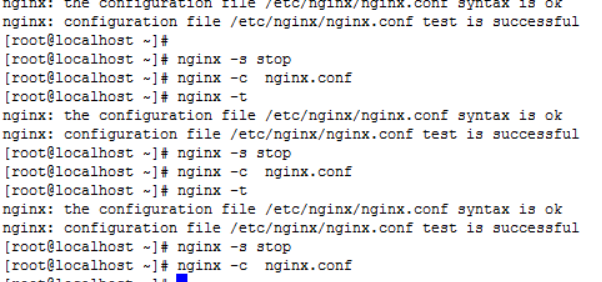 nginx: the configuration file /etc/nginx/nginx.conf syntax is ok
nginx: configuration file /etc/nginx/nginx.conf test is successful
[root@localhost ~]#
[root@localhost ~]# nginx -s stop
[root@localhost ~]# nginx -c  nginx.conf
[root@localhost ~]# nginx -t
nginx: the configuration file /etc/nginx/nginx.conf syntax is ok
nginx: configuration file /etc/nginx/nginx.conf test is successful
[root@localhost ~]# nginx -s stop
[root@localhost ~]# nginx -c  nginx.conf
[root@localhost ~]# nginx -t
nginx: the configuration file /etc/nginx/nginx.conf syntax is ok
nginx: configuration file /etc/nginx/nginx.conf test is successful
[root@localhost ~]# nginx -s stop
[root@localhost ~]# nginx -c  nginx.conf
[root@localhost ~]#